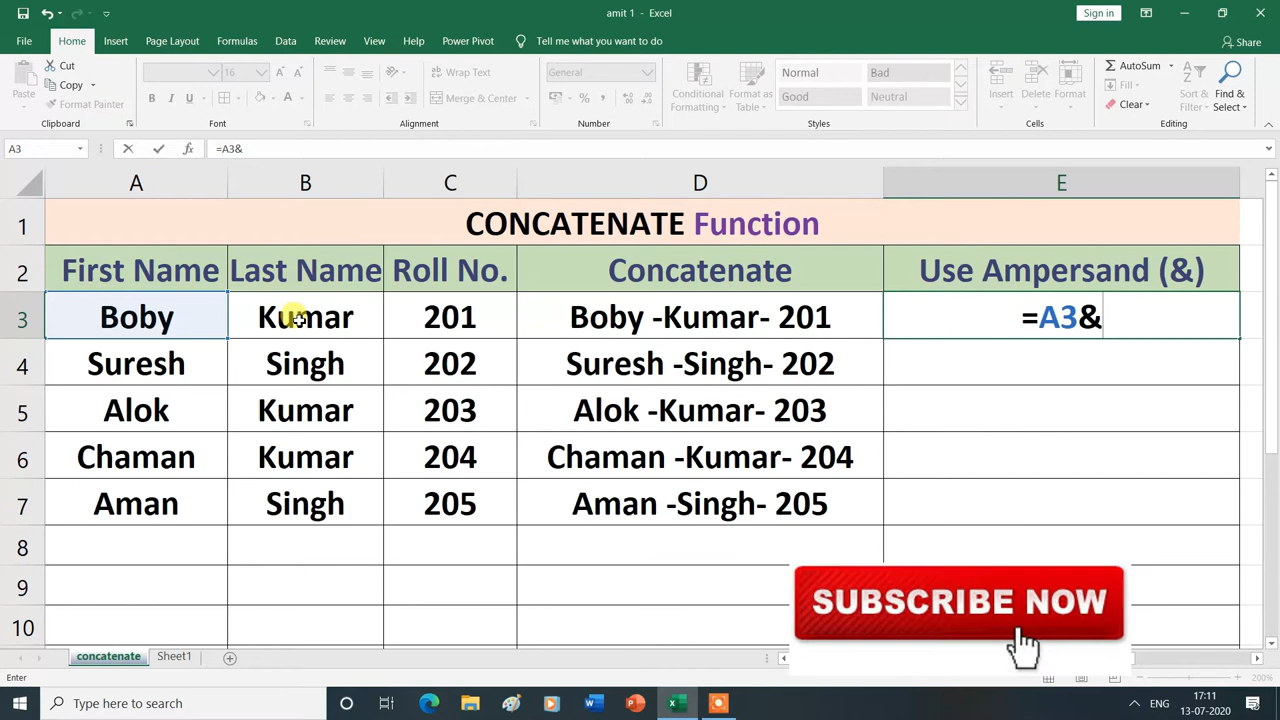 amit 1 - Excel
Sign in
File Home Insert Page Layout Formulas Data Review View Help Power Pivot Tell me what you want to do Share
Paste
Cut
Copy
Format Painter
Clipboard
16
B I U A
Font
Wrap Text
Merge & Center
Alignment
General
Number
Conditional Formatting
Format as Table
Normal Bad
Good Neutral
Styles
Insert Delete Format
Cells
AutoSum
Fill
Clear
Sort & Filter
Find & Select
Editing
A3 fx =A3&
A B C D E
1 CONCATENATE Function
2 First Name Last Name Roll No. Concatenate Use Ampersand (&)
3 Boby Kumar 201 Boby -Kumar- 201 =A3&
4 Suresh Singh 202 Suresh -Singh- 202
5 Alok Kumar 203 Alok -Kumar- 203
6 Chaman Kumar 204 Chaman -Kumar- 204
7 Aman Singh 205 Aman -Singh- 205
8
9
10
SUBSCRIBE NOW
concatenate Sheet1
Enter
200%
Type here to search
ENG
17:11
13-07-2020